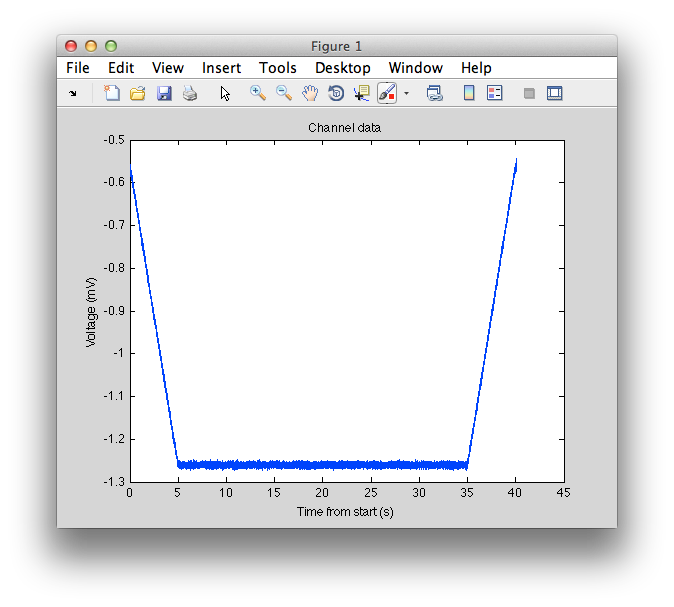 Figure 1
File Edit View Insert Tools Desktop Window Help
Channel data
-0.5
-0.6
-0.7
-0.8
-0.9
-1
-1.1
-1.2
-1.3
Voltage (mV)
0 5 10 15 20 25 30 35 40 45
Time from start (s)